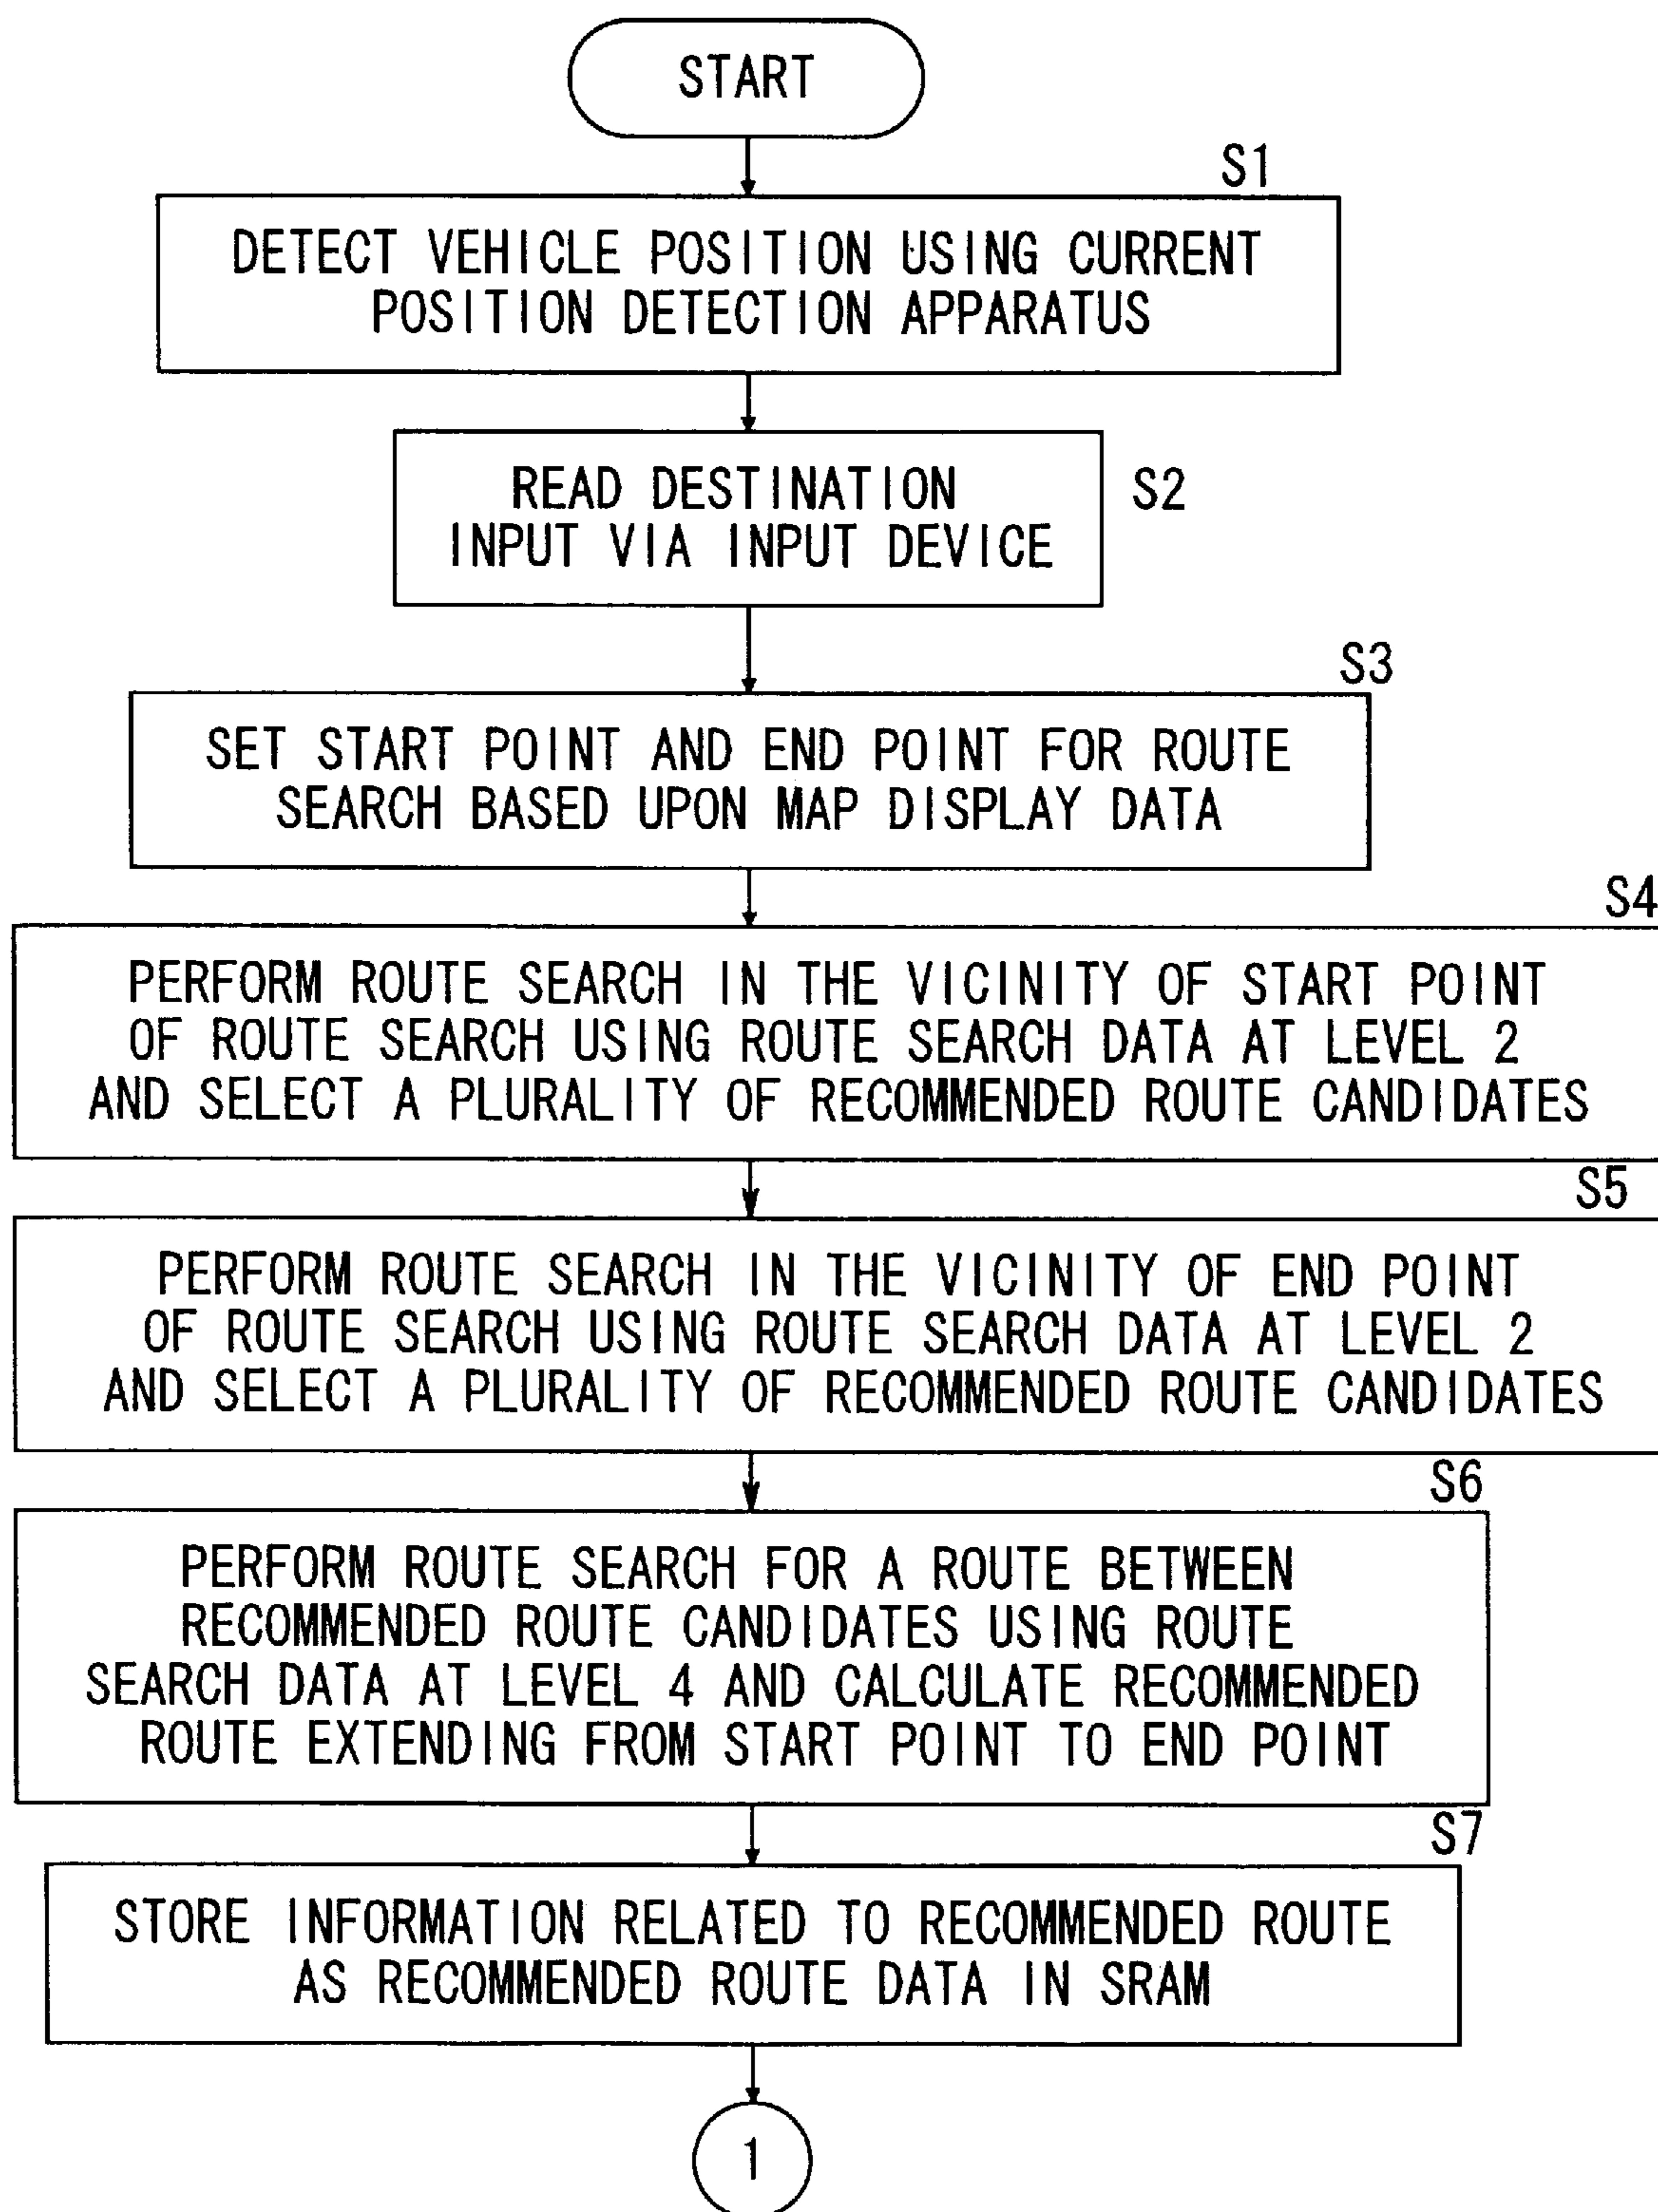 START
S1
DETECT VEHICLE POSITION USING CURRENT
POSITION DETECTION APPARATUS
READ DESTINATION
INPUT VIA INPUT DEVICE
S2
S3
SET START POINT AND END POINT FOR ROUTE
SEARCH BASED UPON MAP DISPLAY DATA
S4
PERFORM ROUTE SEARCH IN THE VICINITY OF START POINT
OF ROUTE SEARCH USING ROUTE SEARCH DATA AT LEVEL 2
AND SELECT A PLURALITY OF RECOMMENDED ROUTE CANDIDATES
S5
PERFORM ROUTE SEARCH IN THE VICINITY OF END POINT
OF ROUTE SEARCH USING ROUTE SEARCH DATA AT LEVEL 2
AND SELECT A PLURALITY OF RECOMMENDED ROUTE CANDIDATES
S6
PERFORM ROUTE SEARCH FOR A ROUTE BETWEEN
RECOMMENDED ROUTE CANDIDATES USING ROUTE
SEARCH DATA AT LEVEL 4 AND CALCULATE RECOMMENDED
ROUTE EXTENDING FROM START POINT TO END POINT
S7
STORE INFORMATION RELATED TO RECOMMENDED ROUTE
AS RECOMMENDED ROUTE DATA IN SRAM
1